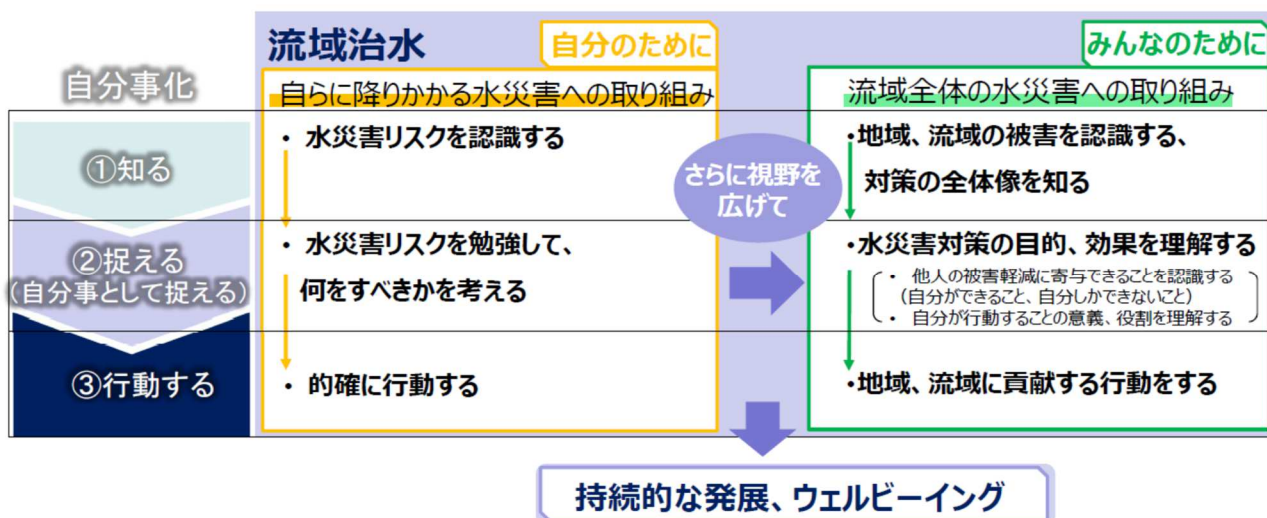 流域治水
自分のために
みんなのために
自分事化
自らに降りかかる水災害への取り組み
流域全体の水災害への取り組み
①知る
・ 水災害リスクを認識する
さらに視野を
広げて
・地域、流域の被害を認識する、
対策の全体像を知る
②捉える
(自分事として捉える)
・ 水災害リスクを勉強して、
何をすべきかを考える
・水災害対策の目的、効果を理解する
・ 他人の被害軽減に寄与できることを認識する
(自分ができること、自分しかできないこと)
・ 自分が行動することの意義、役割を理解する
③行動する
・ 的確に行動する
・地域、流域に貢献する行動をする
持続的な発展、ウェルビーイング